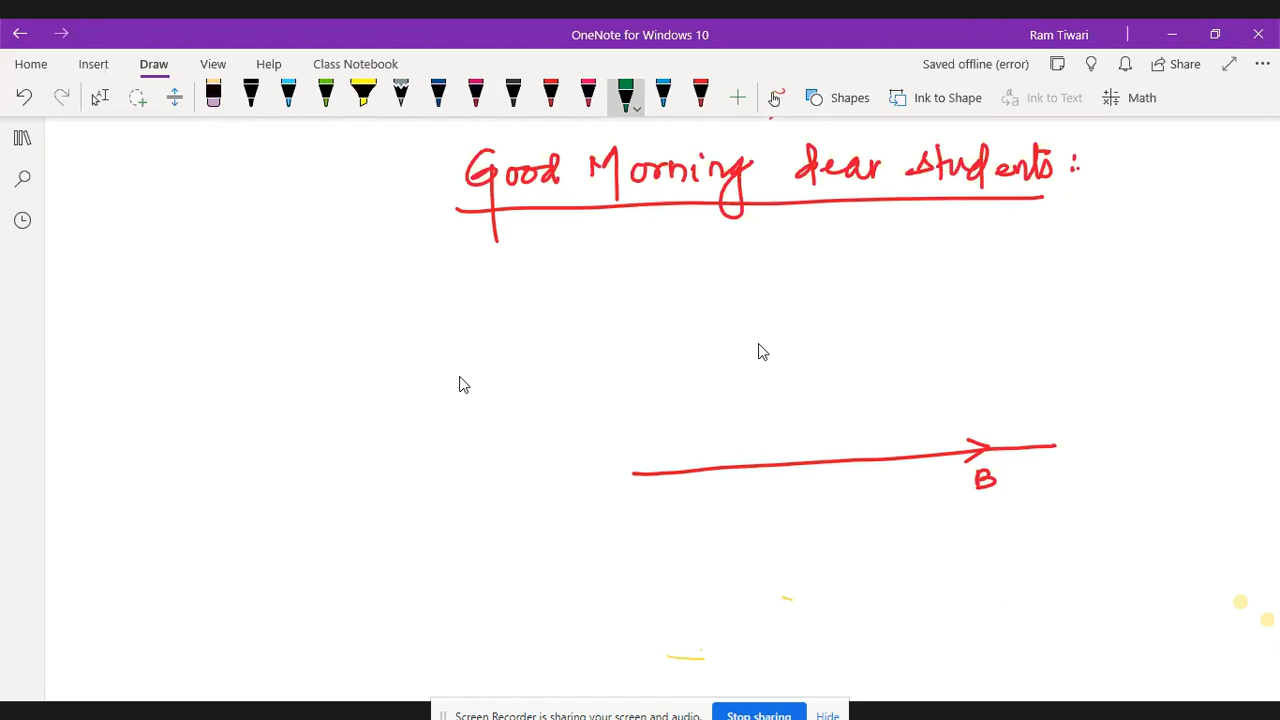 OneNote for Windows 10
Ram Tiwari
Home Insert Draw View Help Class Notebook
Saved offline (error)
Share
Shapes
Ink to Shape
Ink to Text
Math
Good Morning dear students:
B
Screen Recorder is sharing your screen and audio.
Stop sharing
Hide